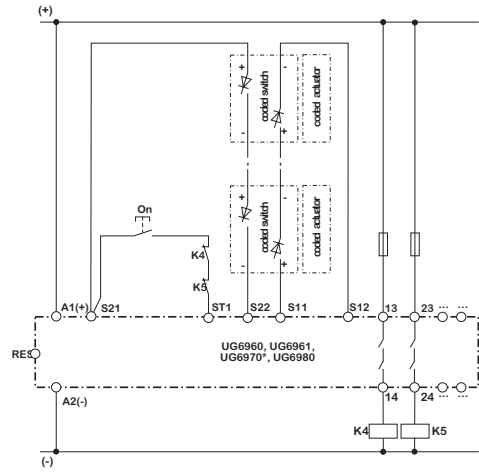 (+)
+
-
coded switch
coded actuator
-
+
On
+
-
coded switch
coded actuator
K4
-
+
K5
A1(+)
S21
ST1
S22
S11
S12
13
23
...
...
RES
UG6960, UG6961,
UG6970*, UG6980
A2(-)
14
24
...
...
K4
K5
(-)